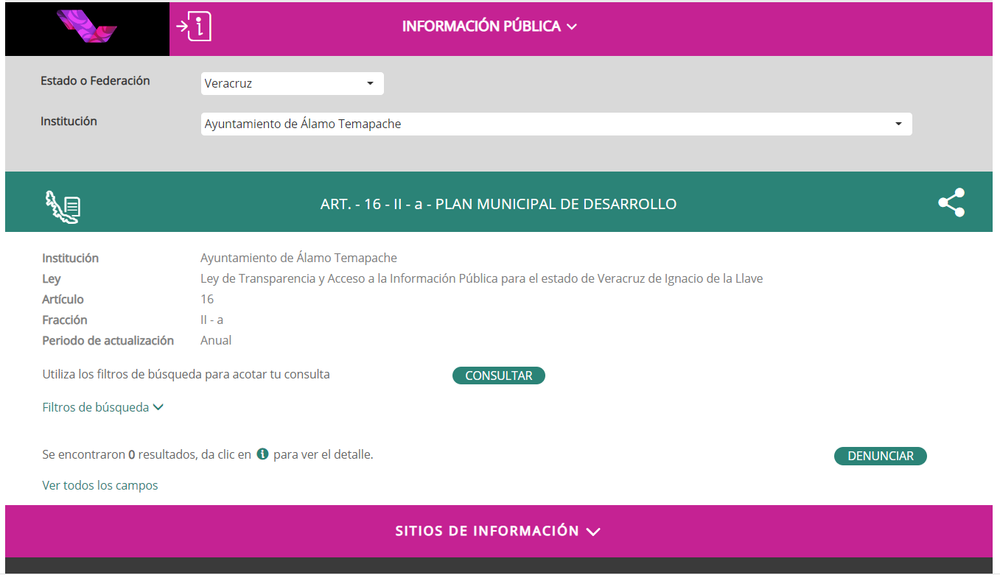 INFORMACIÓN PÚBLICA
Estado o Federación Veracruz
Institución Ayuntamiento de Álamo Temapache
ART. - 16 - II - a - PLAN MUNICIPAL DE DESARROLLO
Institución Ayuntamiento de Álamo Temapache
Ley Ley de Transparencia y Acceso a la Información Pública para el estado de Veracruz de Ignacio de la Llave
Artículo 16
Fracción II - a
Periodo de actualización Anual
Utiliza los filtros de búsqueda para acotar tu consulta CONSULTAR
Filtros de búsqueda
Se encontraron 0 resultados, da clic en i para ver el detalle. DENUNCIAR
Ver todos los campos
SITIOS DE INFORMACIÓN